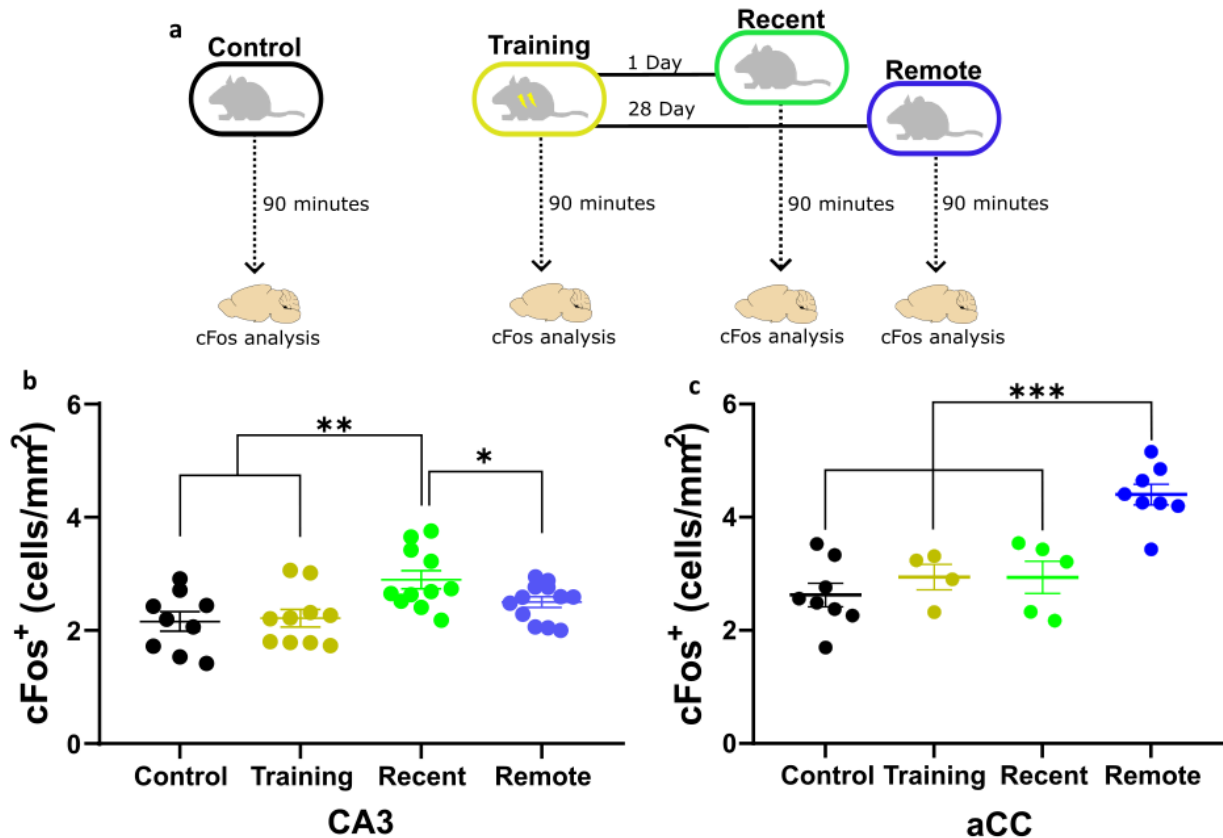 a
Control
Training
Recent
Remote
1 Day
28 Day
90 minutes
90 minutes
90 minutes
90 minutes
cFos analysis
cFos analysis
cFos analysis
cFos analysis
b
cFos⁺ (cells/mm²)
6
4
2
0
**
*
Control
Training
Recent
Remote
CA3
c
cFos⁺ (cells/mm²)
6
4
2
0
***
Control
Training
Recent
Remote
aCC